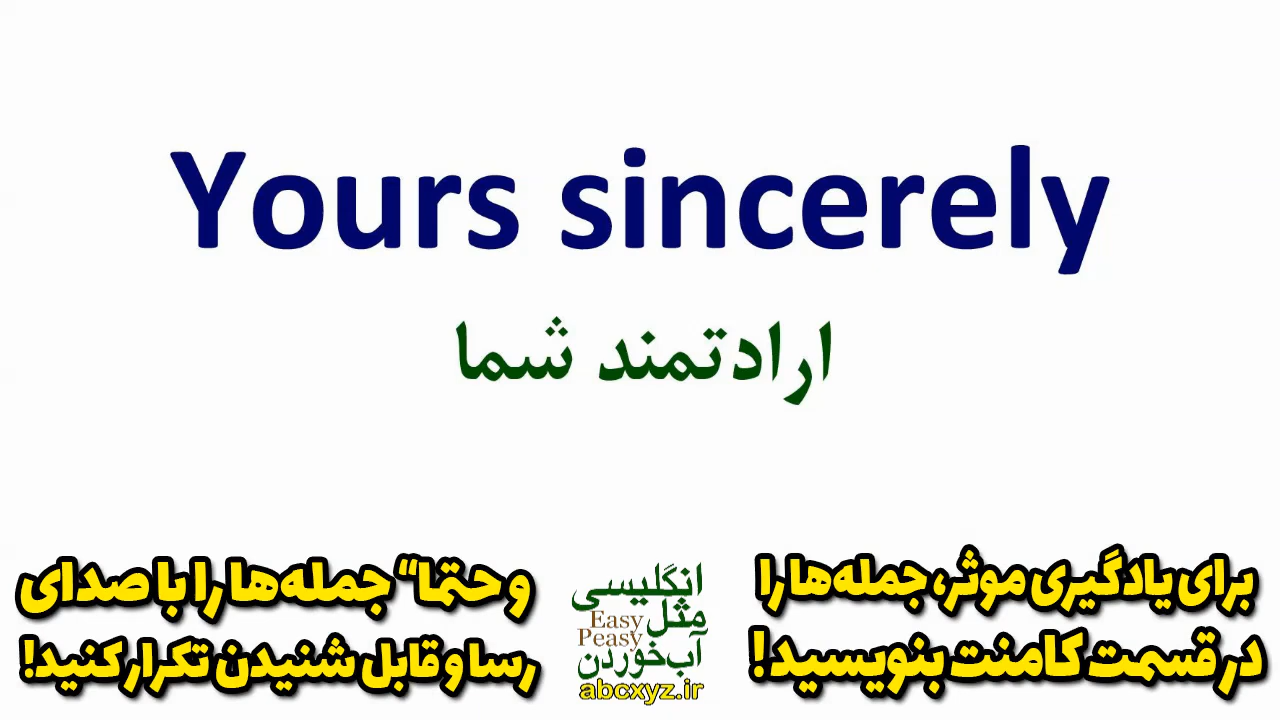 Yours sincerely
ارادتمند شما
برای یادگیری موثر، جمله‌ها را
در قسمت کامنت بنویسید!
انگلیسی
مثل
Easy
Peasy
آب خوردن
abcxyz.ir
و حتما“ جمله‌ها را با صدای
رسا و قابل شنیدن تکرار کنید!